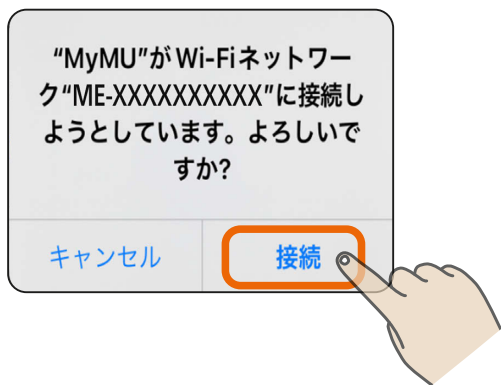 “MyMU”がWi-Fiネットワー
ク“ME-XXXXXXXXXX”に接続し
ようとしています。よろしいで
すか?
キャンセル
接続